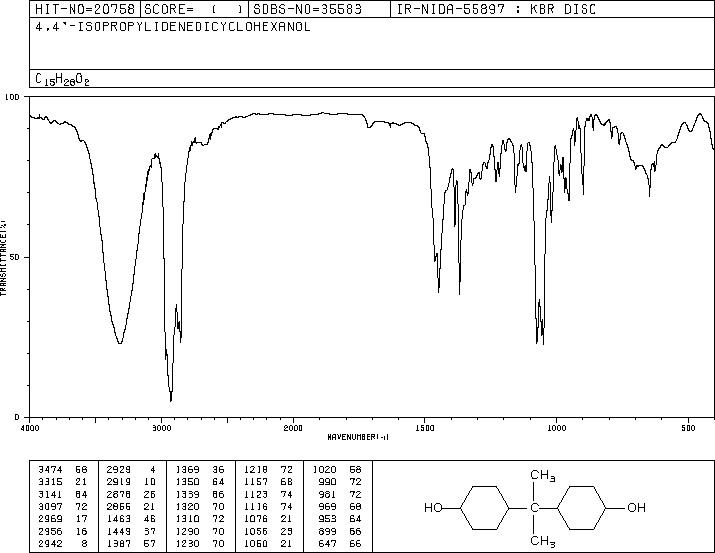 HIT-NO=20758 SCORE= ( ) SDBS-NO=35583 IR-NIDA-55897 : KBR DISC
4,4'-ISOPROPYLIDENEDICYCLOHEXANOL
C15H28O2
100
50
0
TRANSMITTANCE(%)
4000 3000 2000 1500 1000 500
WAVENUMBER(-1)
3474 68 2929 4 1369 36 1218 72 1020 58
3315 21 2919 10 1350 64 1157 68 990 72
3141 84 2878 26 1339 86 1123 74 981 72
3097 72 2866 21 1320 70 1116 74 969 68
2969 17 1463 46 1310 72 1076 21 953 64
2956 16 1449 37 1290 70 1056 23 899 66
2942 8 1387 57 1230 70 1050 21 647 66
CH3
HO C OH
CH3